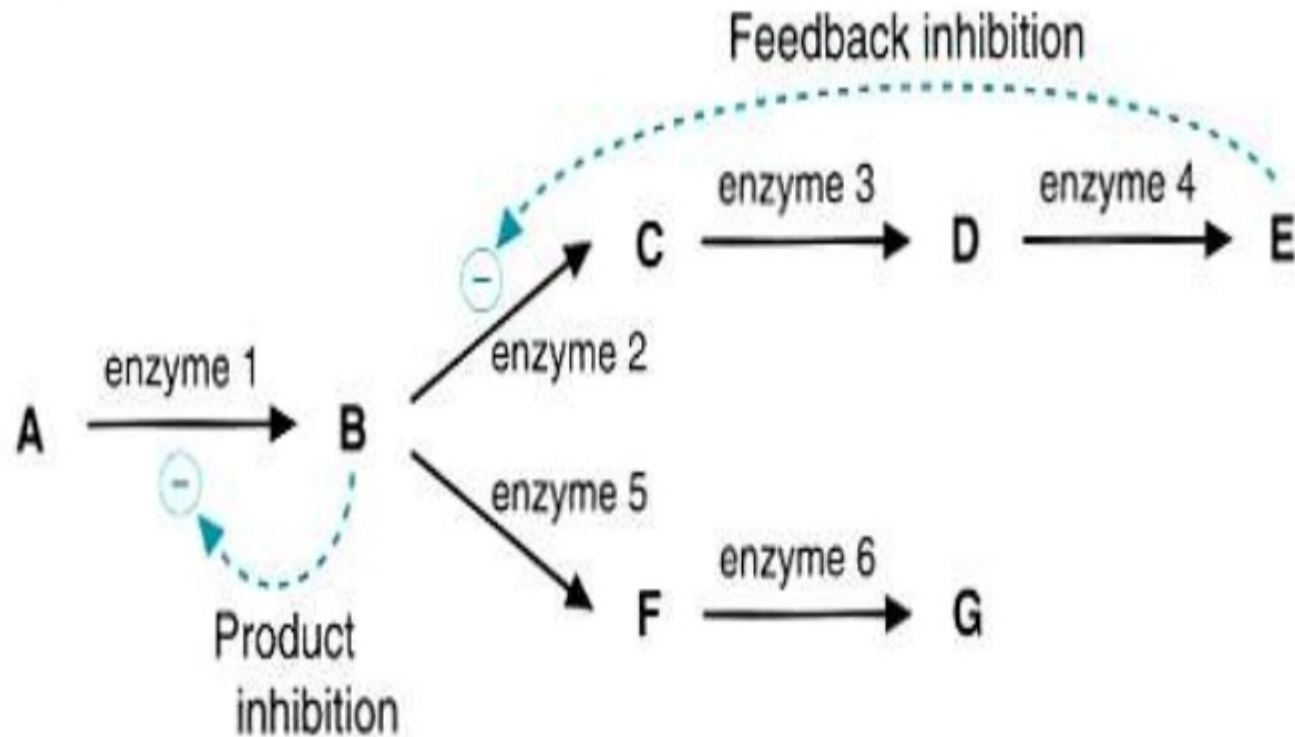 Feedback inhibition
enzyme 3
enzyme 4
C
D
E
−
enzyme 2
enzyme 1
A
B
−
enzyme 5
enzyme 6
F
G
Product
inhibition